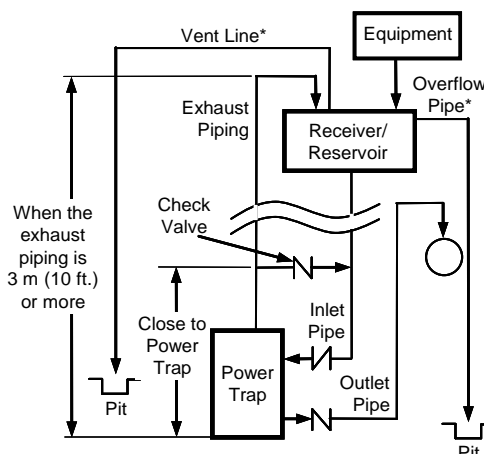 Vent Line*
Equipment
Overflow
Pipe*
Exhaust
Piping
Receiver/
Reservoir
When the
exhaust
piping is
3 m (10 ft.)
or more
Check
Valve
Close to
Power
Trap
Inlet
Pipe
Power
Trap
Outlet
Pipe
Pit
Pit